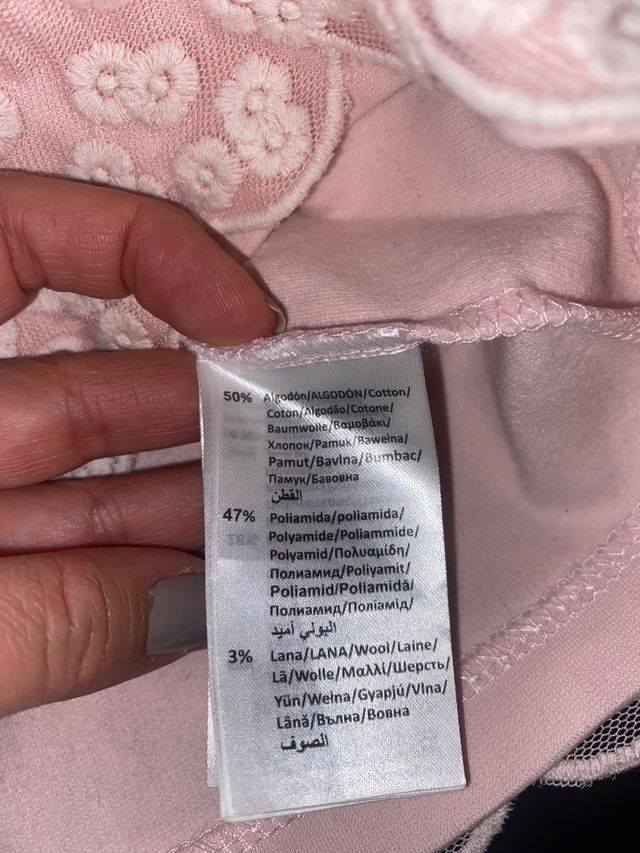 50% Algodón/ALGODÓN/Cotton/
Coton/Algodão/Cotone/
Baumwolle/Βαμβάκι/
Хлопок/Pamuk/Bawełna/
Pamut/Bavlna/Bumbac/
Памук/Бавовна
القطن
47% Poliamida/poliamida/
Polyamide/Poliammide/
Polyamid/Πολυαμίδη/
Полиамид/Poliyamit/
Poliamid/Poliamidă/
Полиамид/Поліамід/
اليولي أميد
3% Lana/LANA/Wool/Laine/
Lã/Wolle/Μαλλί/Шерсть/
Yün/Wełna/Gyapjú/Vlna/
Lână/Вълна/Вовна
الصوف